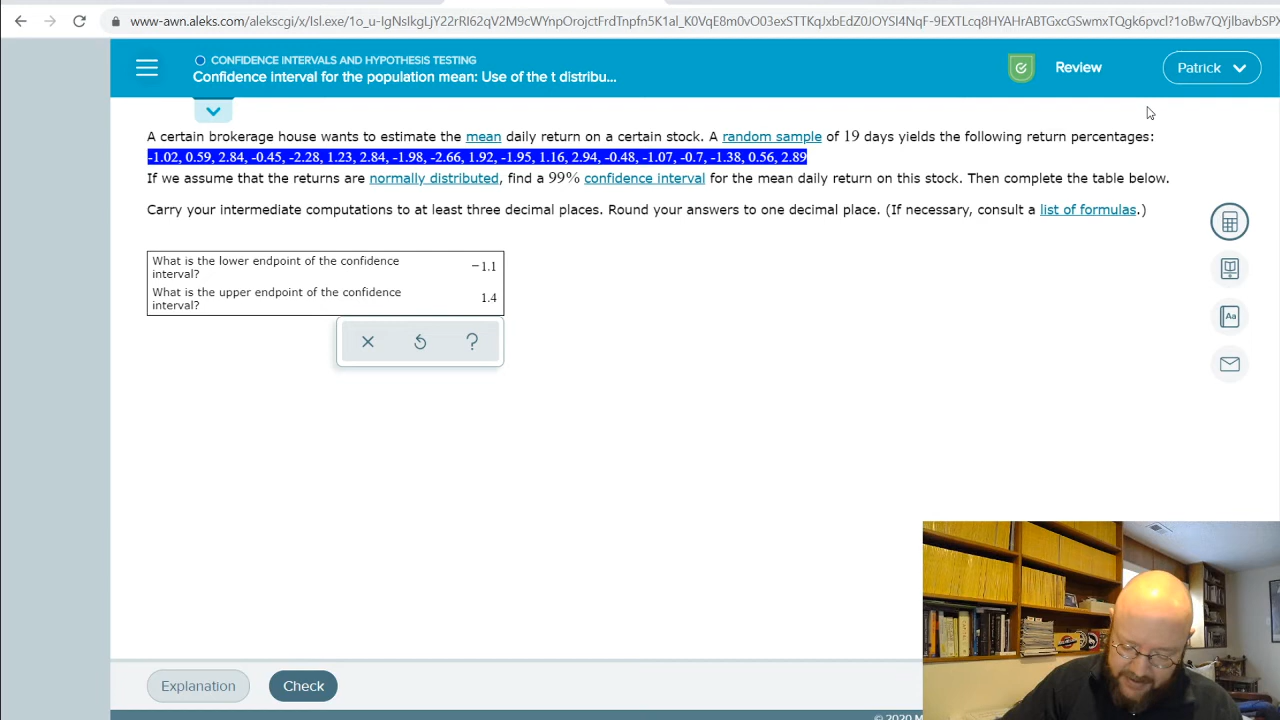 www-awn.aleks.com/alekscgi/x/Isl.exe/1o_u-
CONFIDENCE INTERVALS AND HYPOTHESIS TESTING
Confidence interval for the population mean: Use of the t distribu...
Review
Patrick
A certain brokerage house wants to estimate the mean daily return on a certain stock. A random sample of 19 days yields the following return percentages:
-1.02, 0.59, 2.84, -0.45, -2.28, 1.23, 2.84, -1.98, -2.66, 1.92, -1.95, 1.16, 2.94, -0.48, -1.07, -0.7, -1.38, 0.56, 2.89
If we assume that the returns are normally distributed, find a 99% confidence interval for the mean daily return on this stock. Then complete the table below.
Carry your intermediate computations to at least three decimal places. Round your answers to one decimal place. (If necessary, consult a list of formulas.)
What is the lower endpoint of the confidence
interval?
−1.1
What is the upper endpoint of the confidence
interval?
1.4
?
Aa
Explanation
Check
© 2020 M